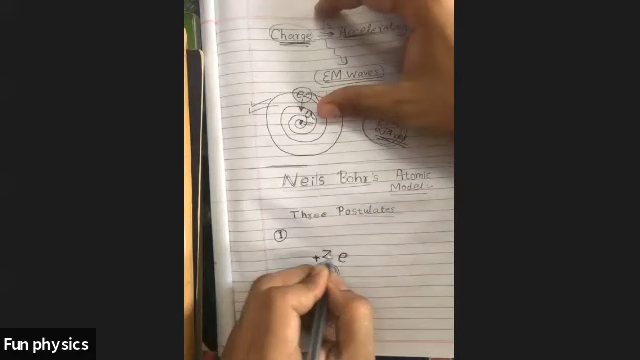 Charge ⇒ Accelerating
EM Waves
e⁻
Neils Bohr's Atomic
Model
Three Postulates
①
+Ze
Fun physics